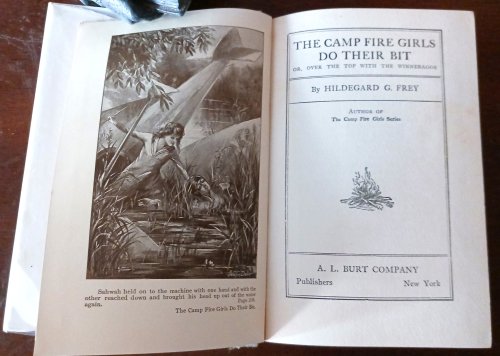 Sahwah held on to the machine with one hand and with the
other reached down and brought his head up out of the water
again.
The Camp Fire Girls Do Their Bit.
THE CAMP FIRE GIRLS
DO THEIR BIT
OR, OVER THE TOP WITH THE WINNEBAGOS
By HILDEGARD G. FREY
AUTHOR OF
The Camp Fire Girls Series
A. L. BURT COMPANY
Publishers New York